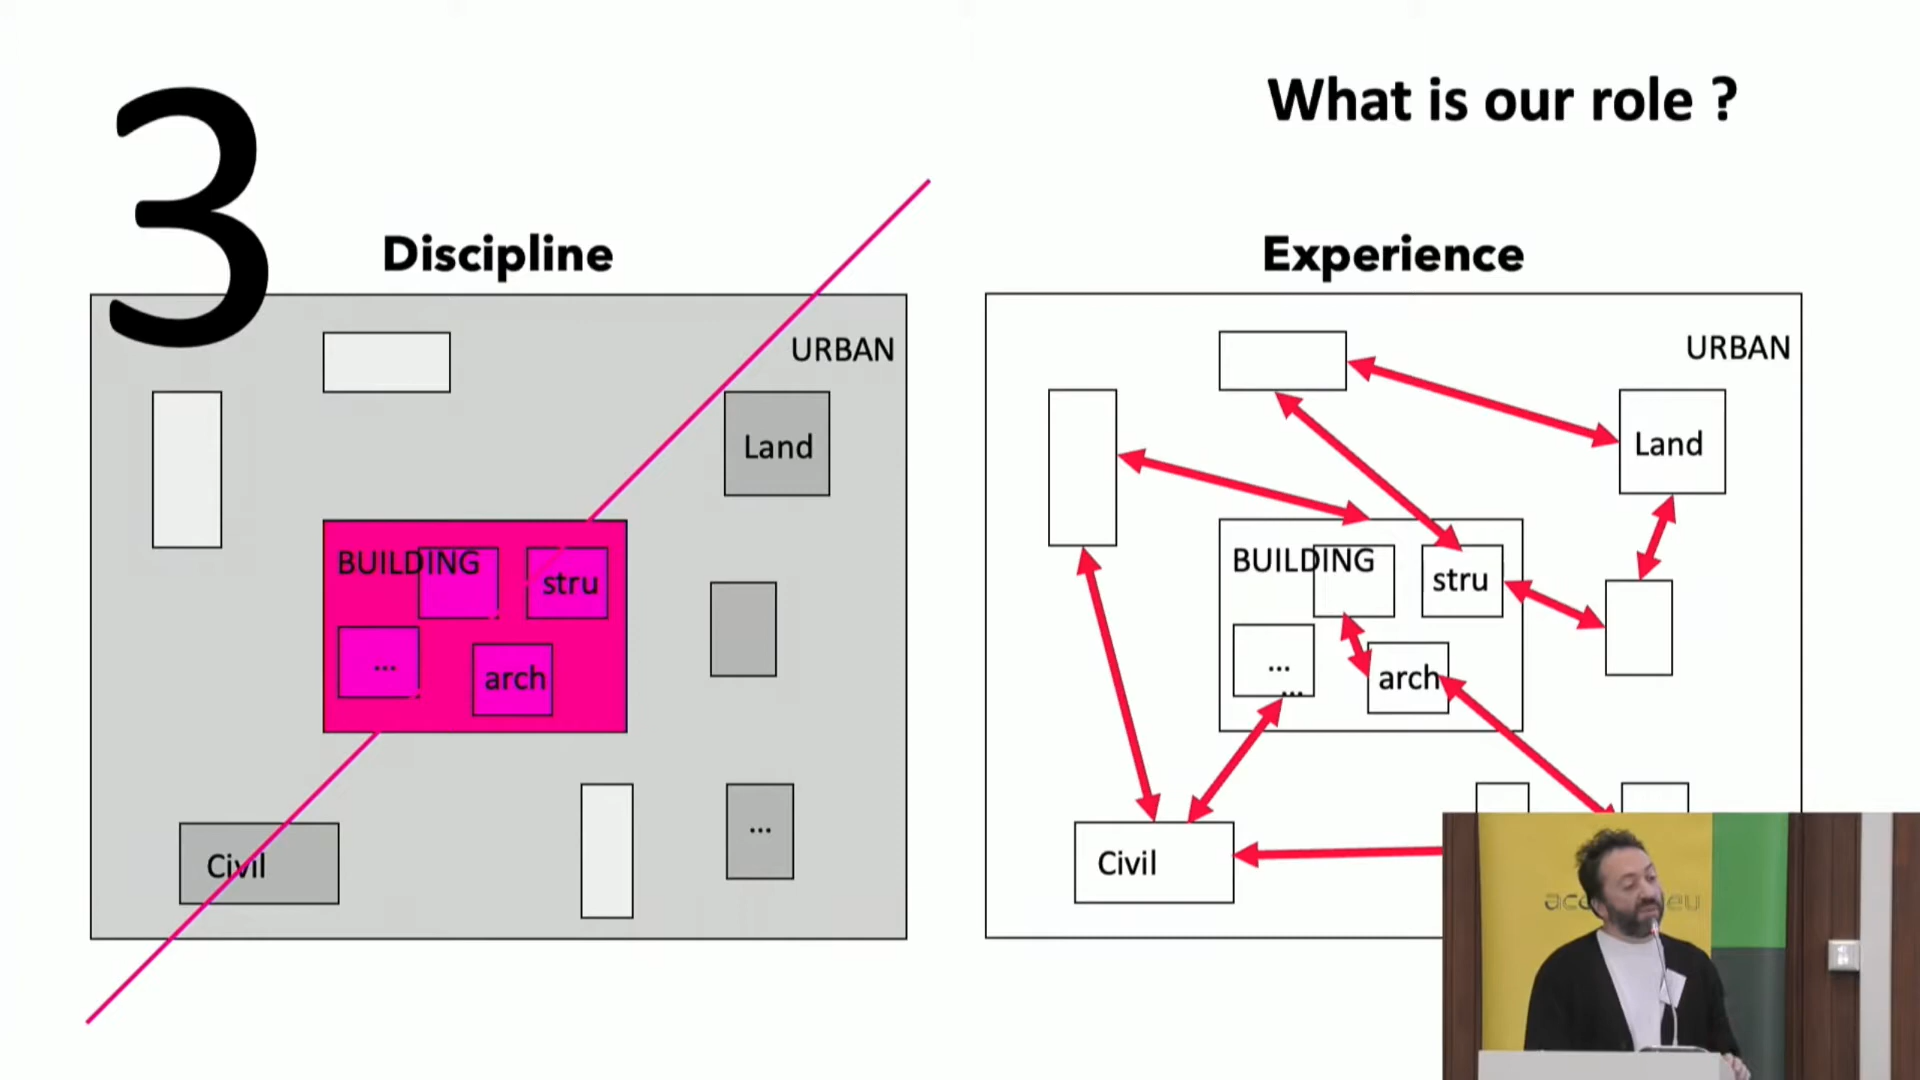 3
What is our role ?
Discipline
URBAN
Land
BUILDING
stru
...
arch
Civil
...
Experience
URBAN
Land
BUILDING
stru
...
...
arch
Civil
eu